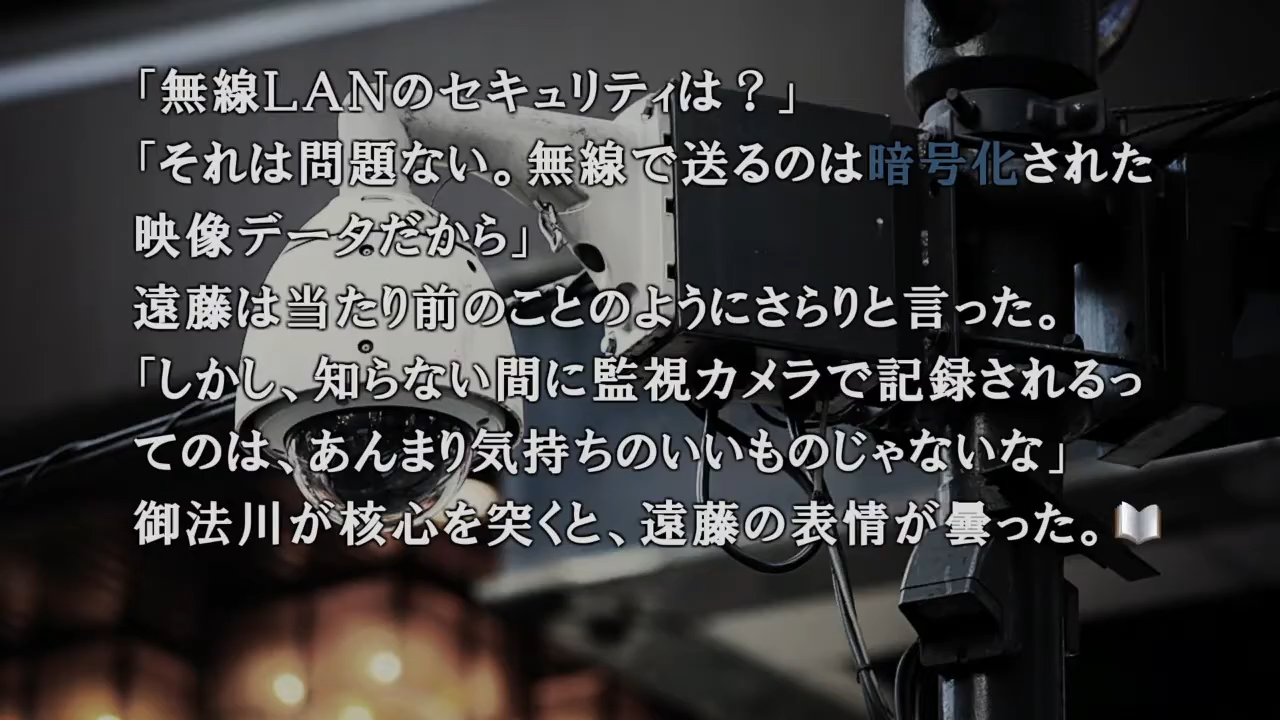 「無線ＬＡＮのセキュリティは？」
「それは問題ない。無線で送るのは暗号化された
映像データだから」
遠藤は当たり前のことのようにさらりと言った。
「しかし、知らない間に監視カメラで記録されるっ
てのは、あんまり気持ちのいいものじゃないな」
御法川が核心を突くと、遠藤の表情が曇った。